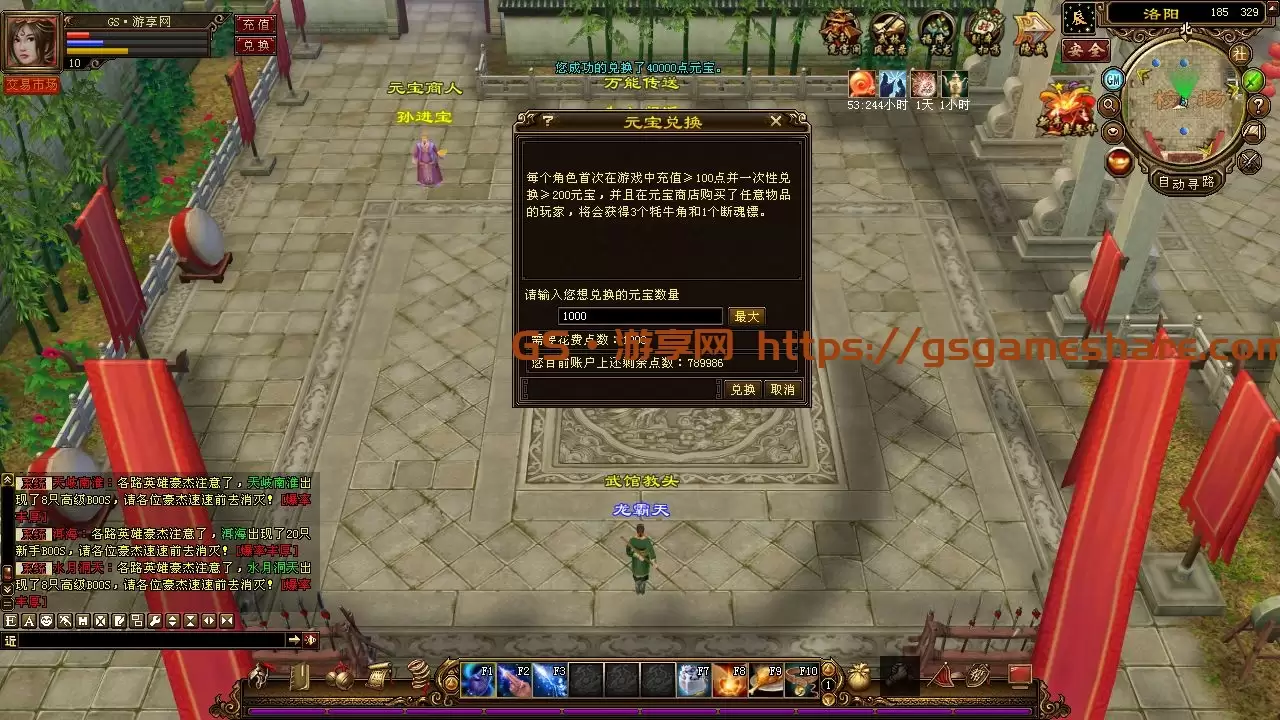 GS·游享网
充值
兑换
10
交易市场
您成功的兑换了40000点元宝。
万能传送
元宝商人
孙进宝
洛阳
185 329
北
辰
安全
社
GM
?
53:24
4小时
1天
1小时
自动寻路
?
元宝兑换
每个角色首次在游戏中充值≥100点并一次性兑
换≥200元宝，并且在元宝商店购买了任意物品
的玩家，将会获得3个牦牛角和1个断魂镖。
请输入您想兑换的元宝数量
1000
最大
您目前账户上还剩余点数：789986
兑换
取消
GS 游享网 https://gsgameshare.com
武馆教头
龙霸天
天岐南淮：各路英雄豪杰注意了，天岐南淮出
现了8只高级BOOS，请各位豪杰速速前去消灭！[爆率
丰厚]
洱海：各路英雄豪杰注意了，洱海出现了20只
新手BOOS，请各位豪杰速速前去消灭！[爆率丰厚]
水月洞天：各路英雄豪杰注意了，水月洞天出
现了8只高级BOOS，请各位豪杰速速前去消灭！[爆率
丰厚]
近
F1
F2
F3
F7
F8
F9
F10
1